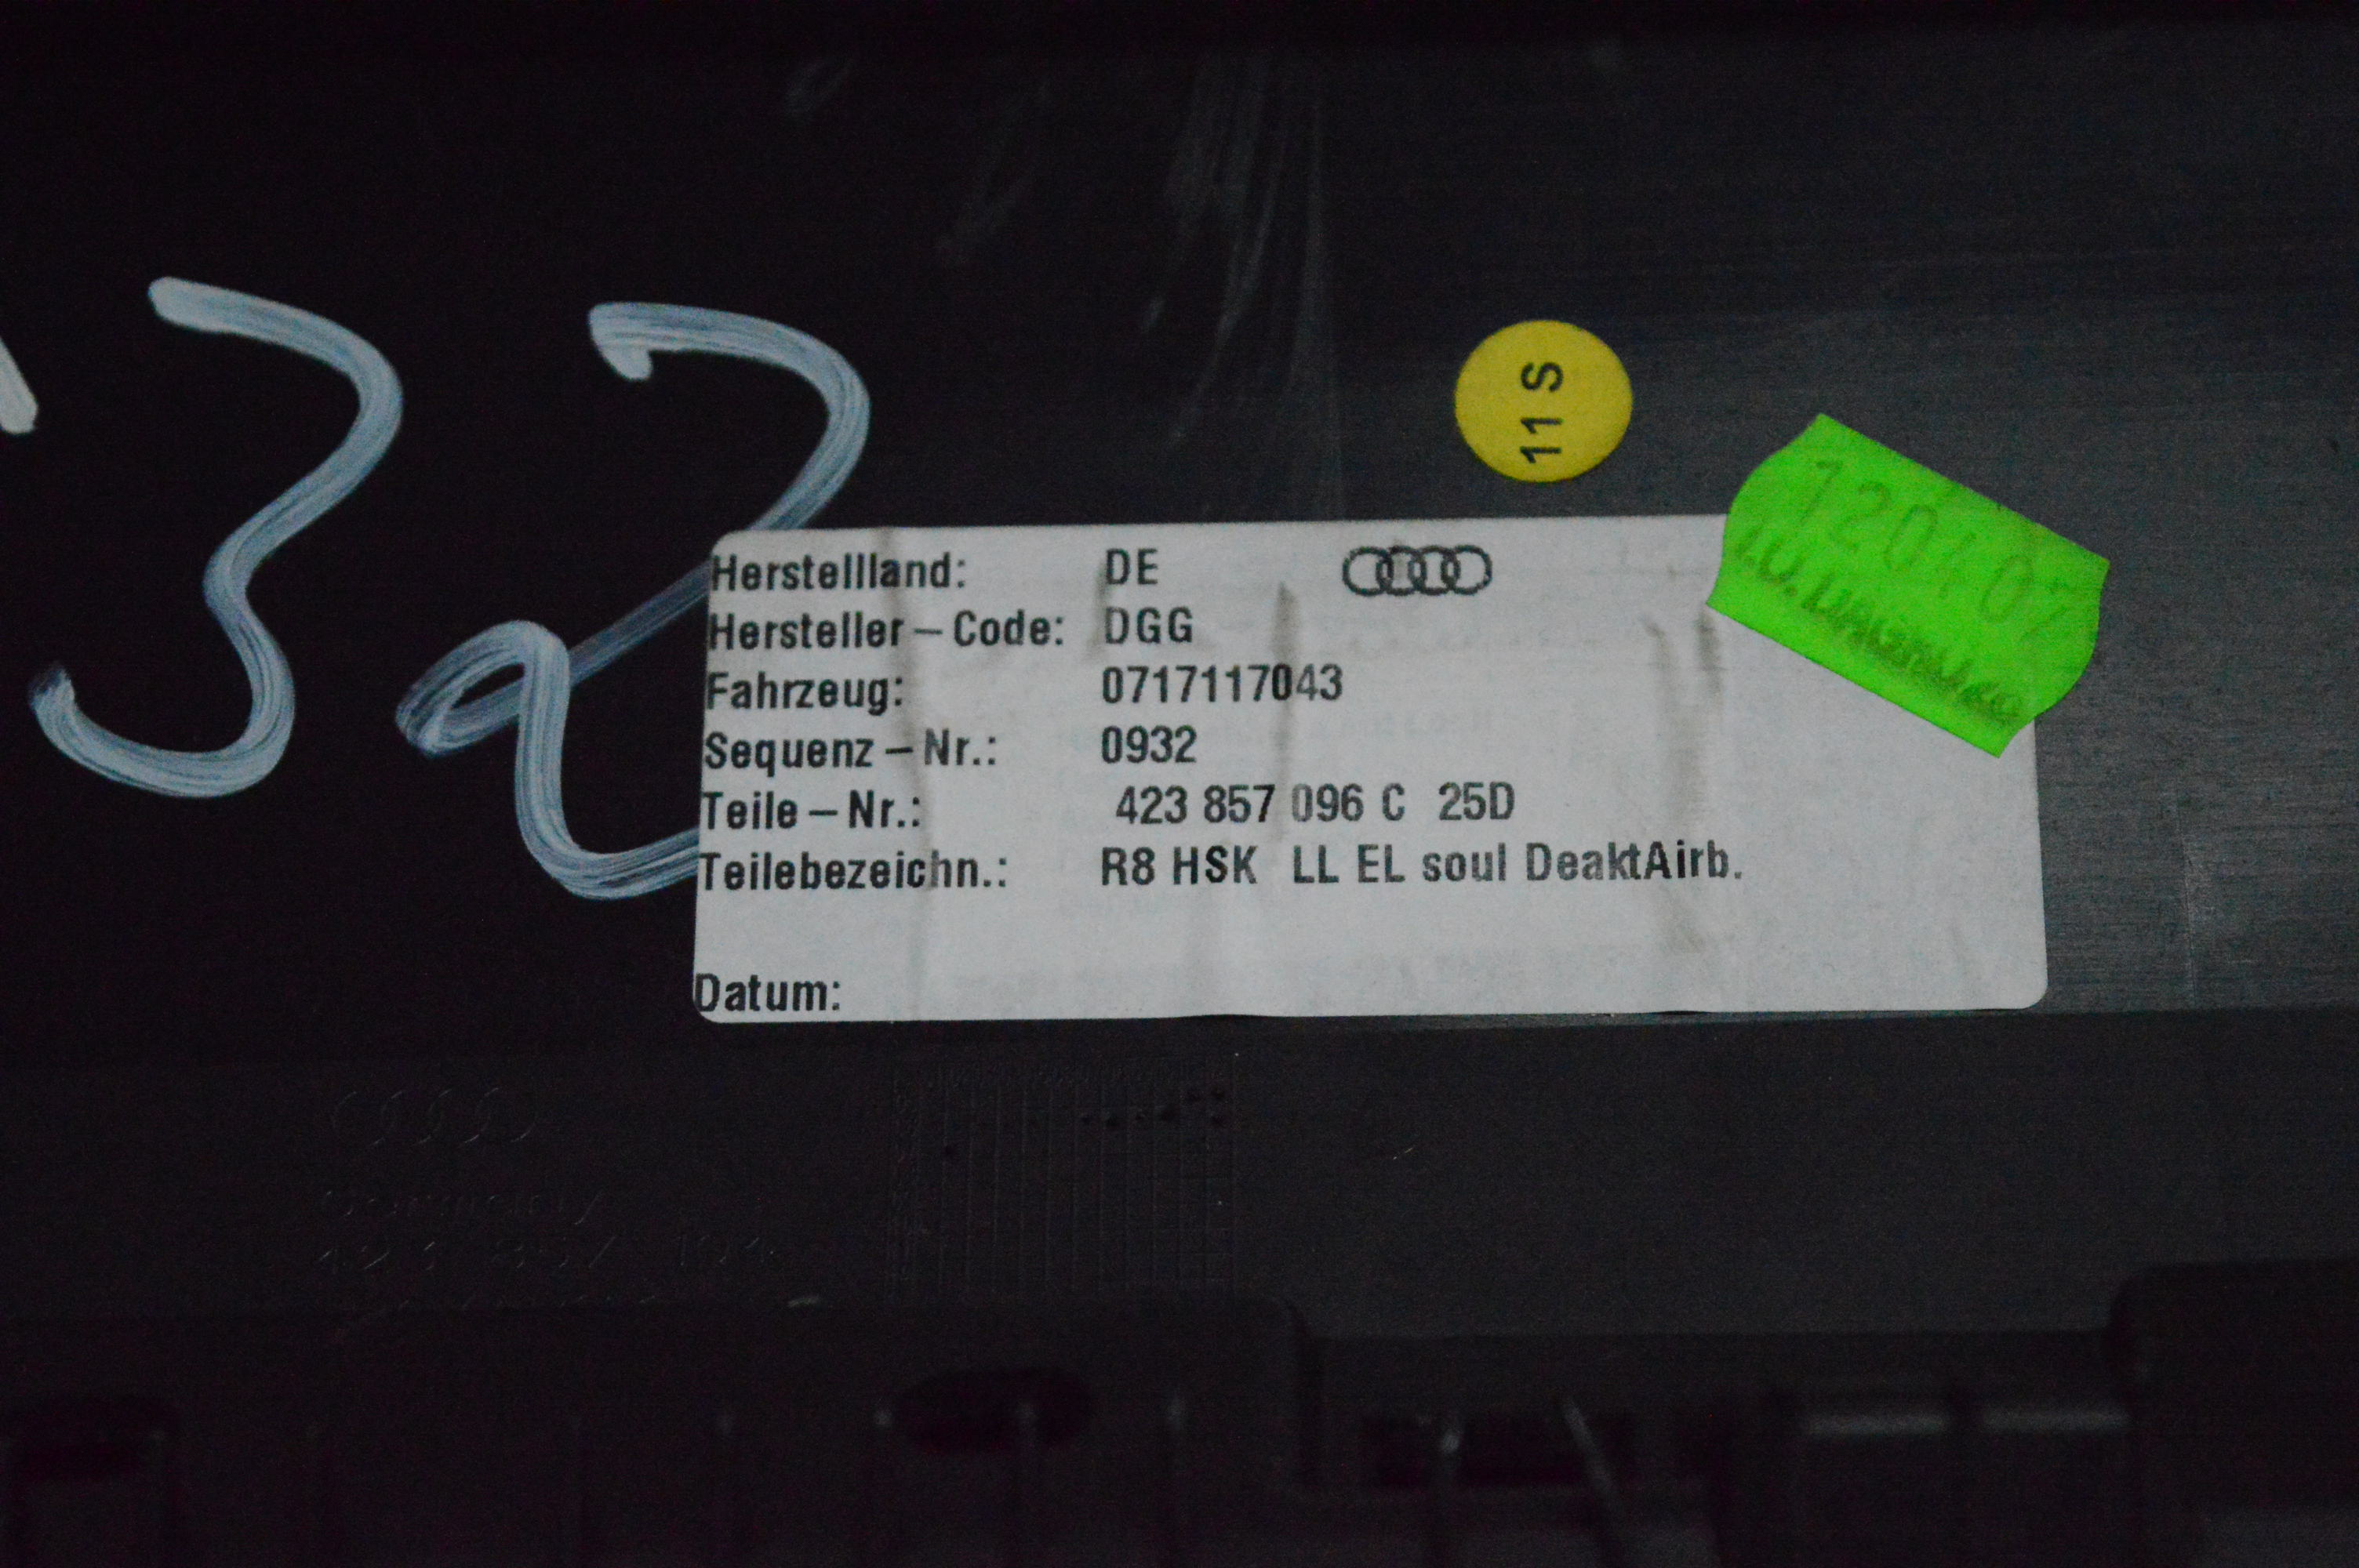 32
11 S
Herstellland: DE
Hersteller – Code: DGG
Fahrzeug: 0717117043
Sequenz – Nr.: 0932
Teile – Nr.: 423 857 096 C 25D
Teilebezeichn.: R8 HSK LL EL soul DeaktAirb.
Datum:
Germany